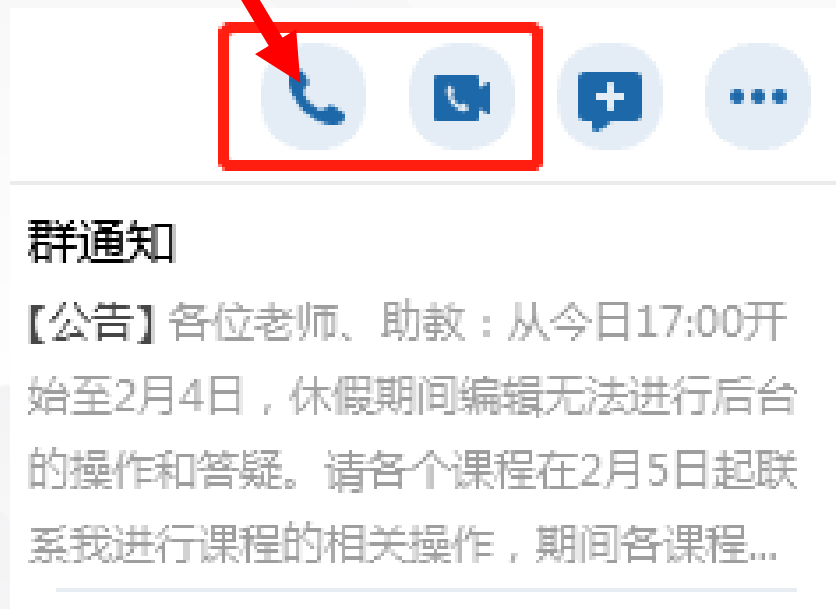 群通知
【公告】各位老师、助教：从今日17:00开
始至2月4日，休假期间编辑无法进行后台
的操作和答疑。请各个课程在2月5日起联
系我进行课程的相关操作，期间各课程...